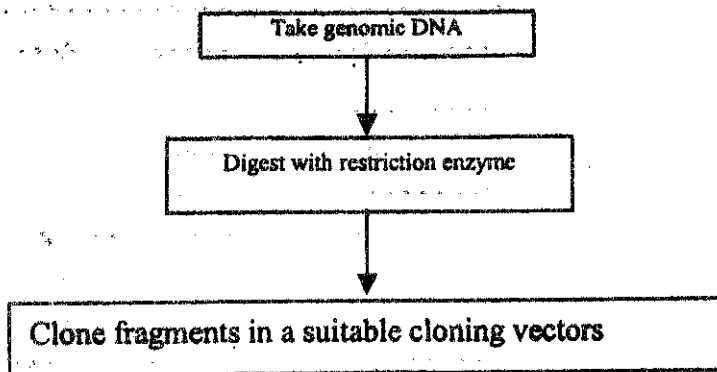 Take genomic DNA
Digest with restriction enzyme
Clone fragments in a suitable cloning vectors